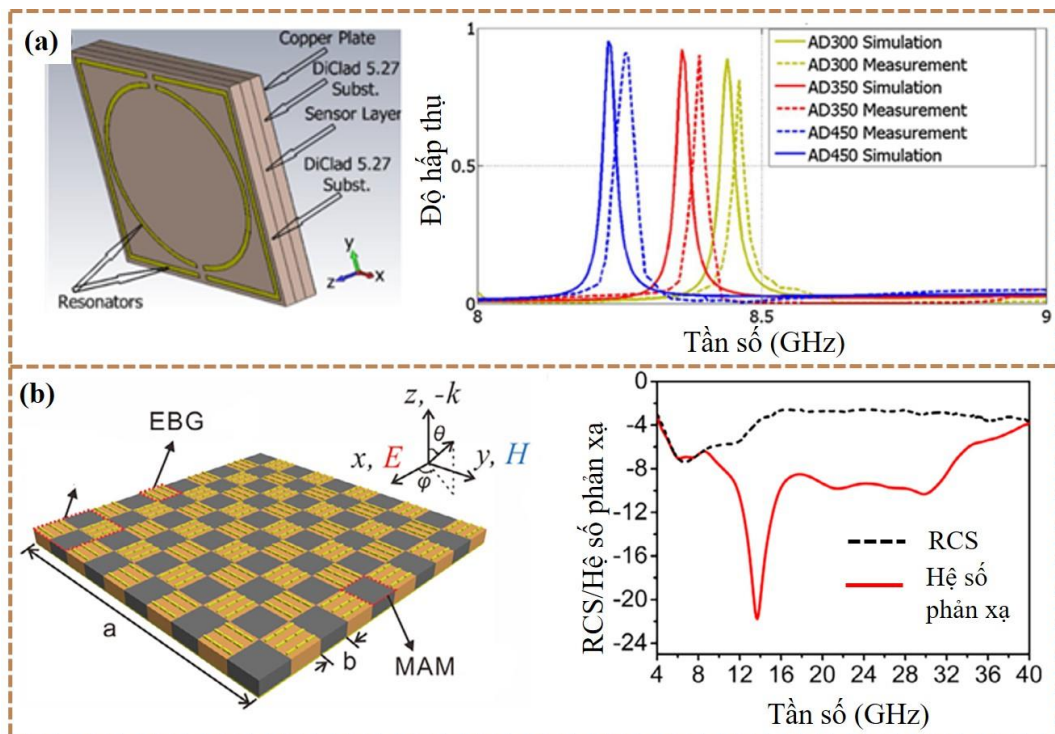 (a)
Copper Plate
DiClad 5.27
Subst.
Sensor Layer
DiClad 5.27
Subst.
Resonators
y
z
x
Độ hấp thụ
1
0.5
0
8
8.5
9
Tần số (GHz)
AD300 Simulation
AD300 Measurement
AD350 Simulation
AD350 Measurement
AD450 Measurement
AD450 Simulation
(b)
EBG
z, -k
θ
x, E
y, H
φ
a
b
MAM
RCS/Hệ số phản xạ
0
-4
-8
-12
-16
-20
-24
RCS
Hệ số
phản xạ
4 8 12 16 20 24 28 32 36 40
Tần số (GHz)